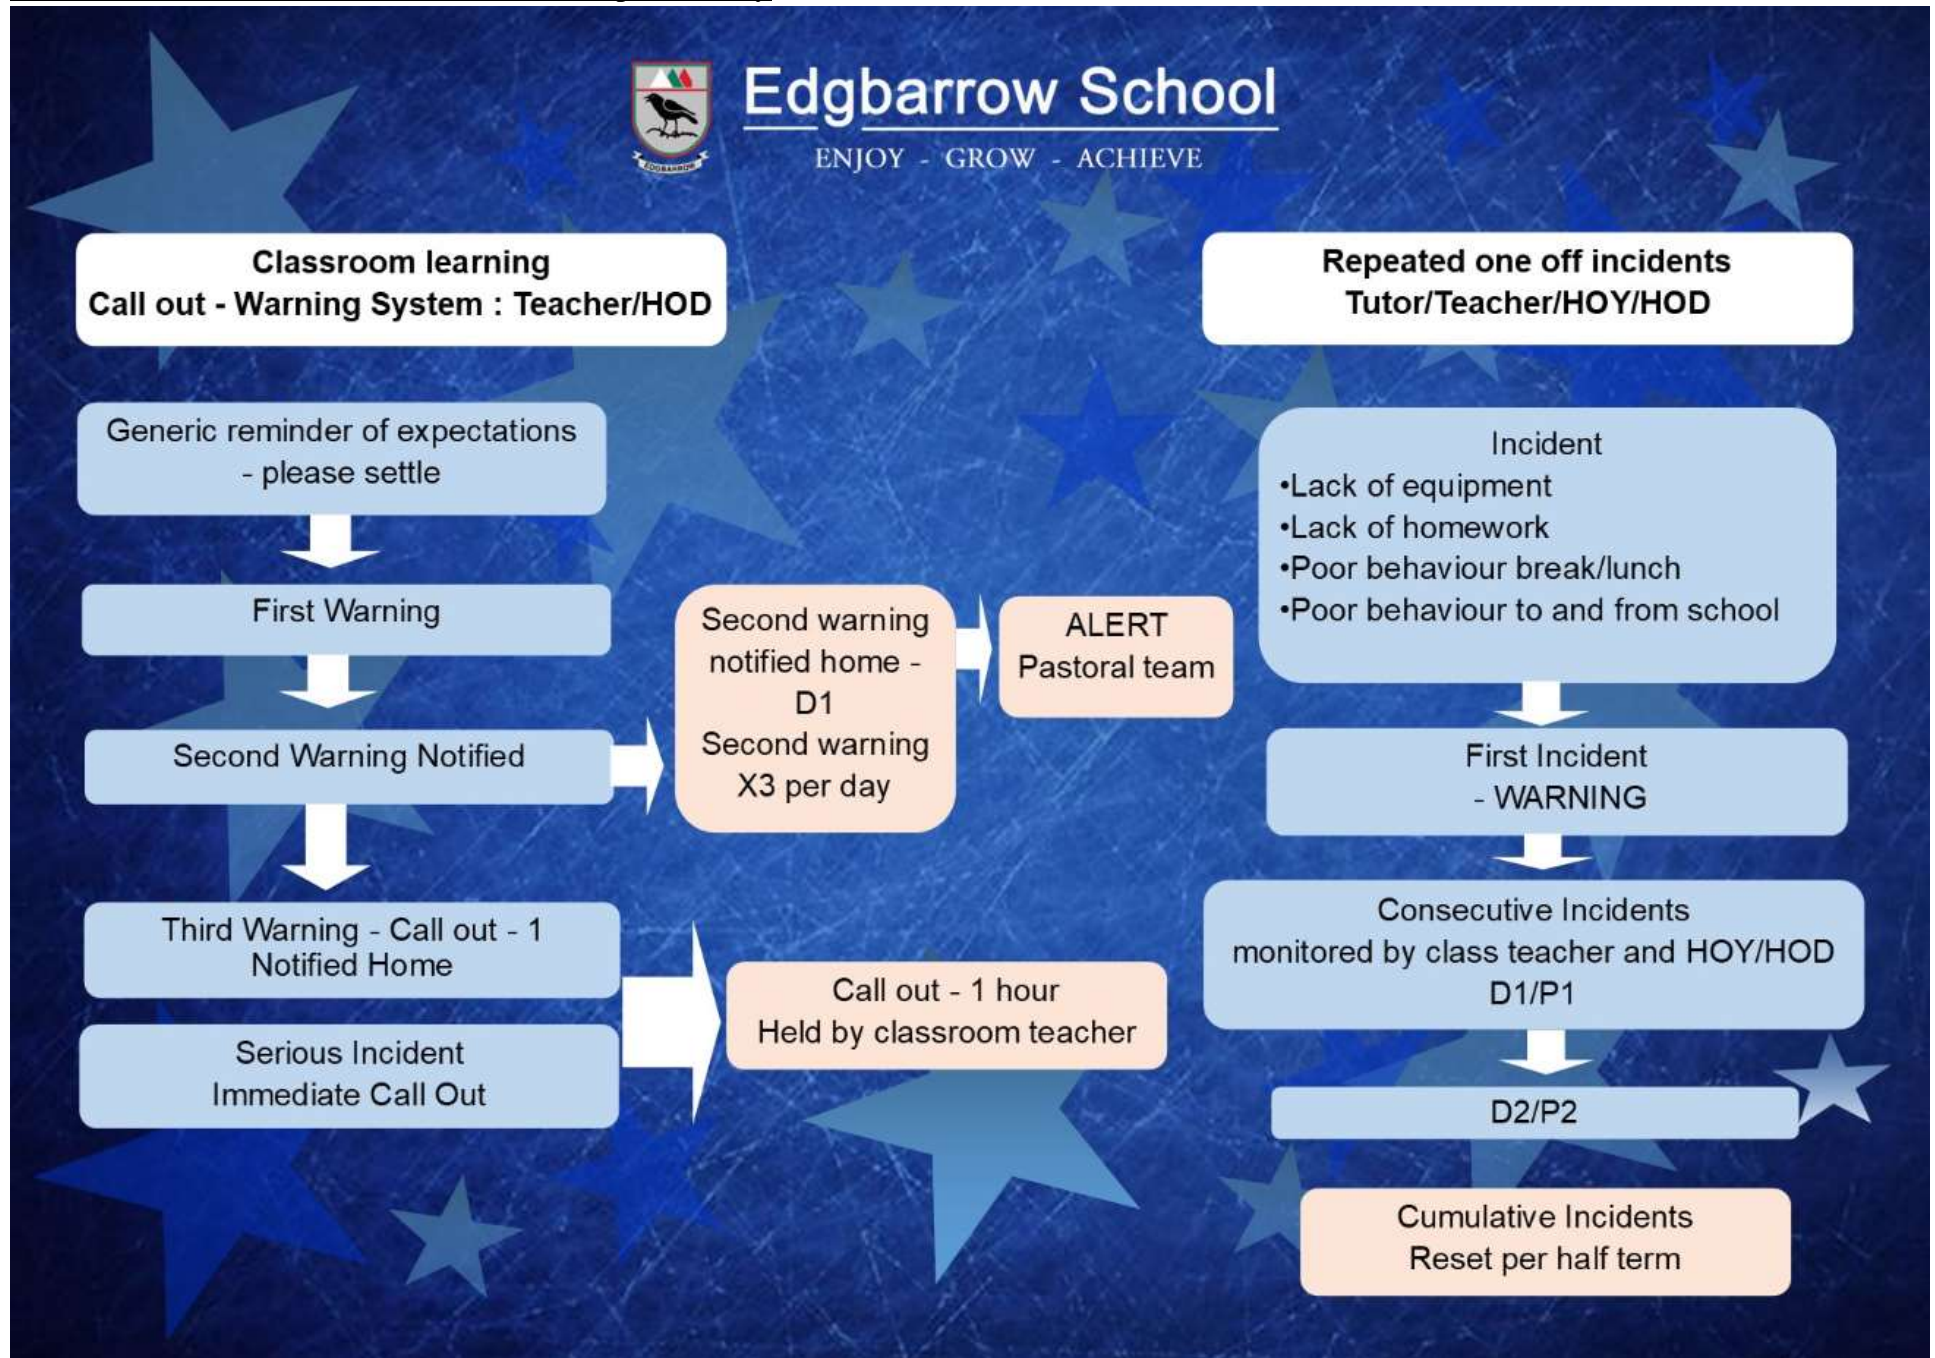 Edgbarrow School
ENJOY - GROW - ACHIEVE
EDGBARROW
Classroom learning
Call out - Warning System : Teacher/HOD
Generic reminder of expectations
- please settle
First Warning
Second Warning Notified
Second warning
notified home -
D1
Second warning
X3 per day
ALERT
Pastoral team
Third Warning - Call out - 1
Notified Home
Serious Incident
Immediate Call Out
Call out - 1 hour
Held by classroom teacher
Repeated one off incidents
Tutor/Teacher/HOY/HOD
Incident
•Lack of equipment
•Lack of homework
•Poor behaviour break/lunch
•Poor behaviour to and from school
First Incident
- WARNING
Consecutive Incidents
monitored by class teacher and HOY/HOD
D1/P1
D2/P2
Cumulative Incidents
Reset per half term